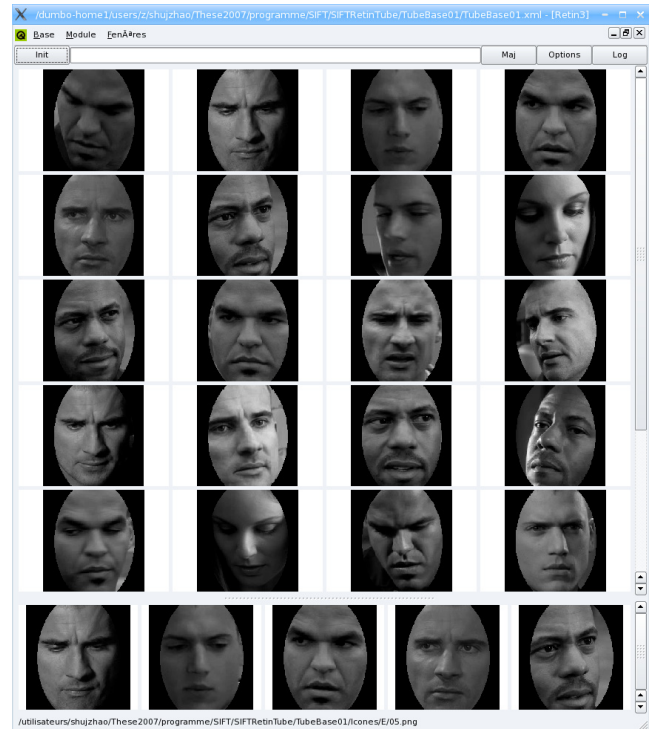 /dumbo-home1/users/z/shujzhao/These2007/programme/SIFT/SIFTRetinTube/TubeBase01/TubeBase01.xml - [Retin3]
Base Module FenÃªres
Init Maj Options Log
/utilisateurs/shujzhao/These2007/programme/SIFT/SIFTRetinTube/TubeBase01/Icones/E/05.png